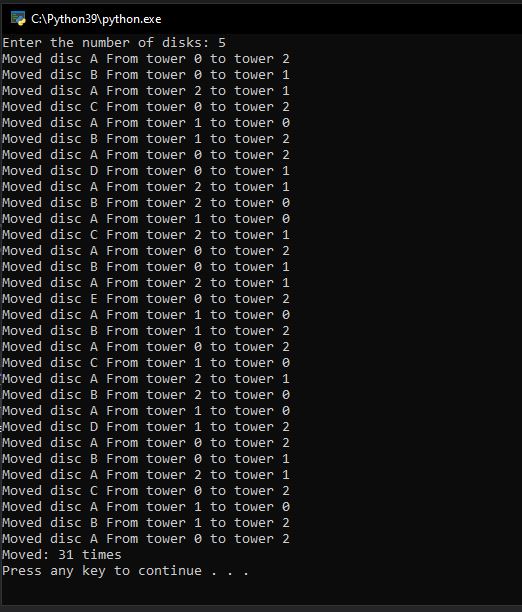 C:\Python39\python.exe
Enter the number of disks: 5
Moved disc A From tower 0 to tower 2
Moved disc B From tower 0 to tower 1
Moved disc A From tower 2 to tower 1
Moved disc C From tower 0 to tower 2
Moved disc A From tower 1 to tower 0
Moved disc B From tower 1 to tower 2
Moved disc A From tower 0 to tower 2
Moved disc D From tower 0 to tower 1
Moved disc A From tower 2 to tower 1
Moved disc B From tower 2 to tower 0
Moved disc A From tower 1 to tower 0
Moved disc C From tower 2 to tower 1
Moved disc A From tower 0 to tower 2
Moved disc B From tower 0 to tower 1
Moved disc A From tower 2 to tower 1
Moved disc E From tower 0 to tower 2
Moved disc A From tower 1 to tower 0
Moved disc B From tower 1 to tower 2
Moved disc A From tower 0 to tower 2
Moved disc C From tower 1 to tower 0
Moved disc A From tower 2 to tower 1
Moved disc B From tower 2 to tower 0
Moved disc A From tower 1 to tower 0
Moved disc D From tower 1 to tower 2
Moved disc A From tower 0 to tower 2
Moved disc B From tower 0 to tower 1
Moved disc A From tower 2 to tower 1
Moved disc C From tower 0 to tower 2
Moved disc A From tower 1 to tower 0
Moved disc B From tower 1 to tower 2
Moved disc A From tower 0 to tower 2
Moved: 31 times
Press any key to continue . . .